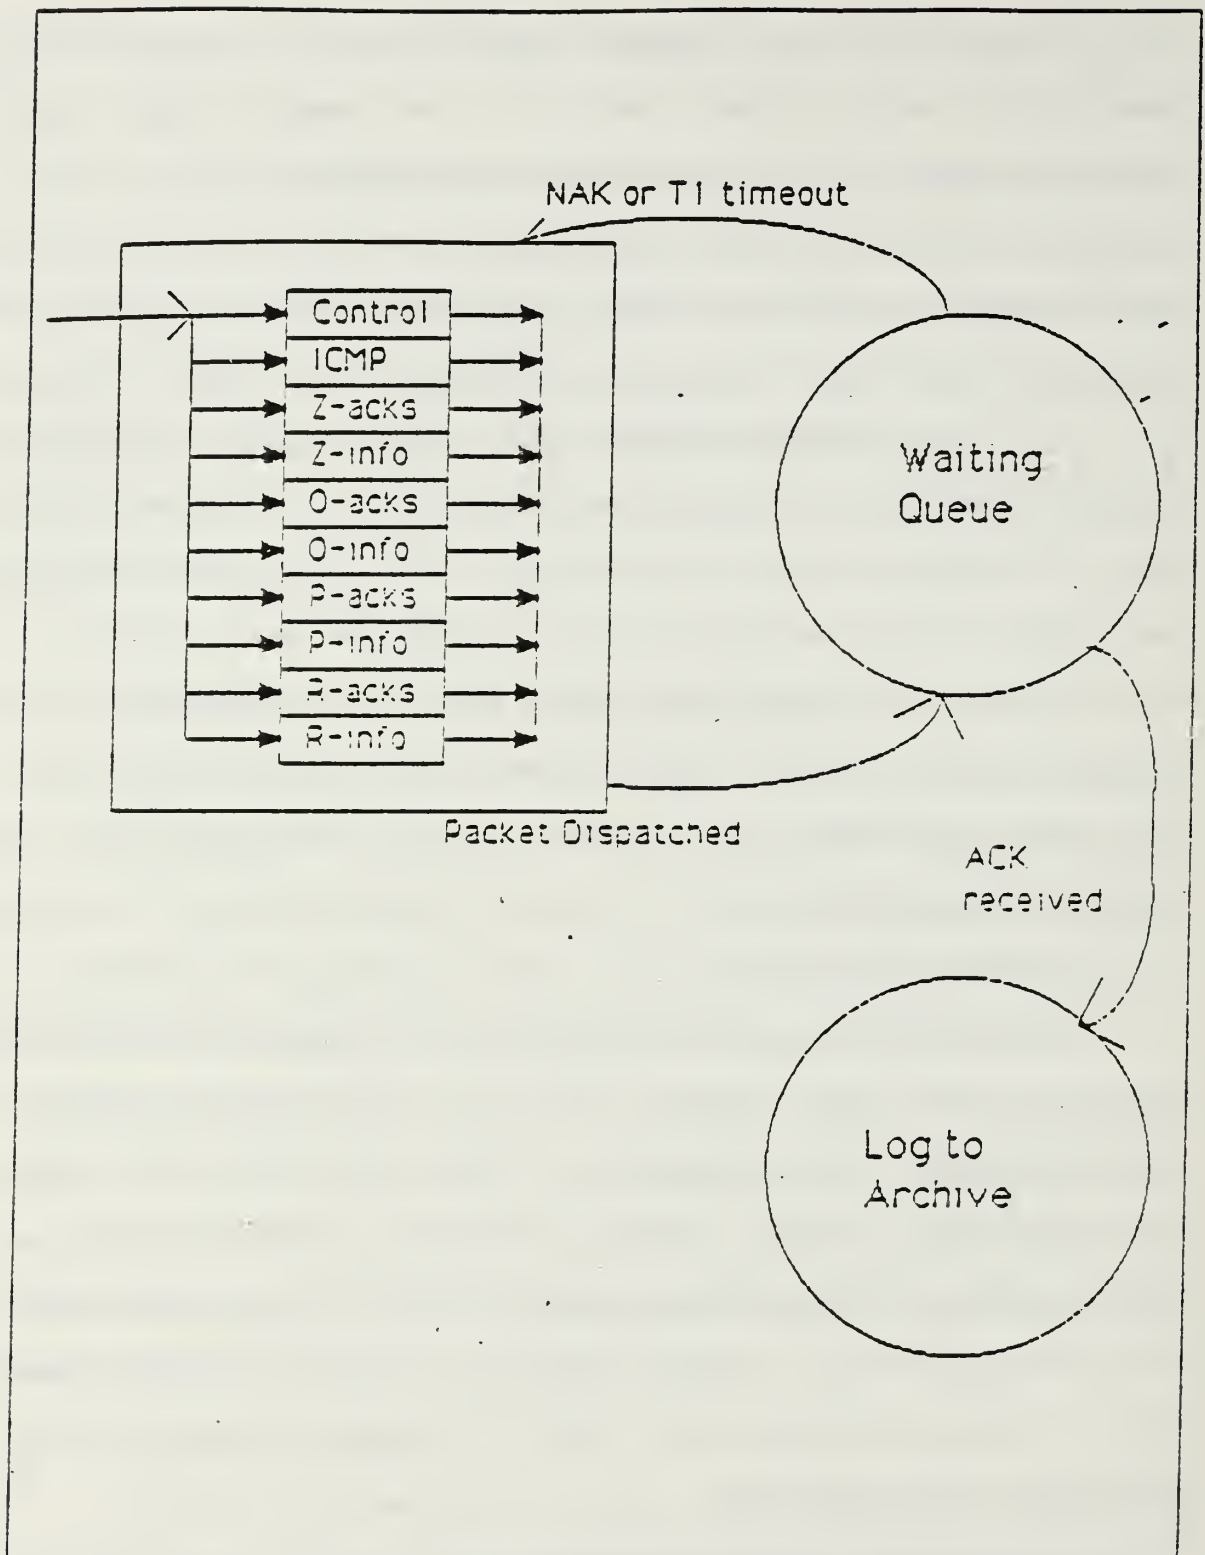 NAK or T1 timeout
Control
ICMP
Z-acks
Z-info
O-acks
O-info
P-acks
P-info
R-acks
R-info
Waiting
Queue
Packet Dispatched
ACK
received
Log to
Archive